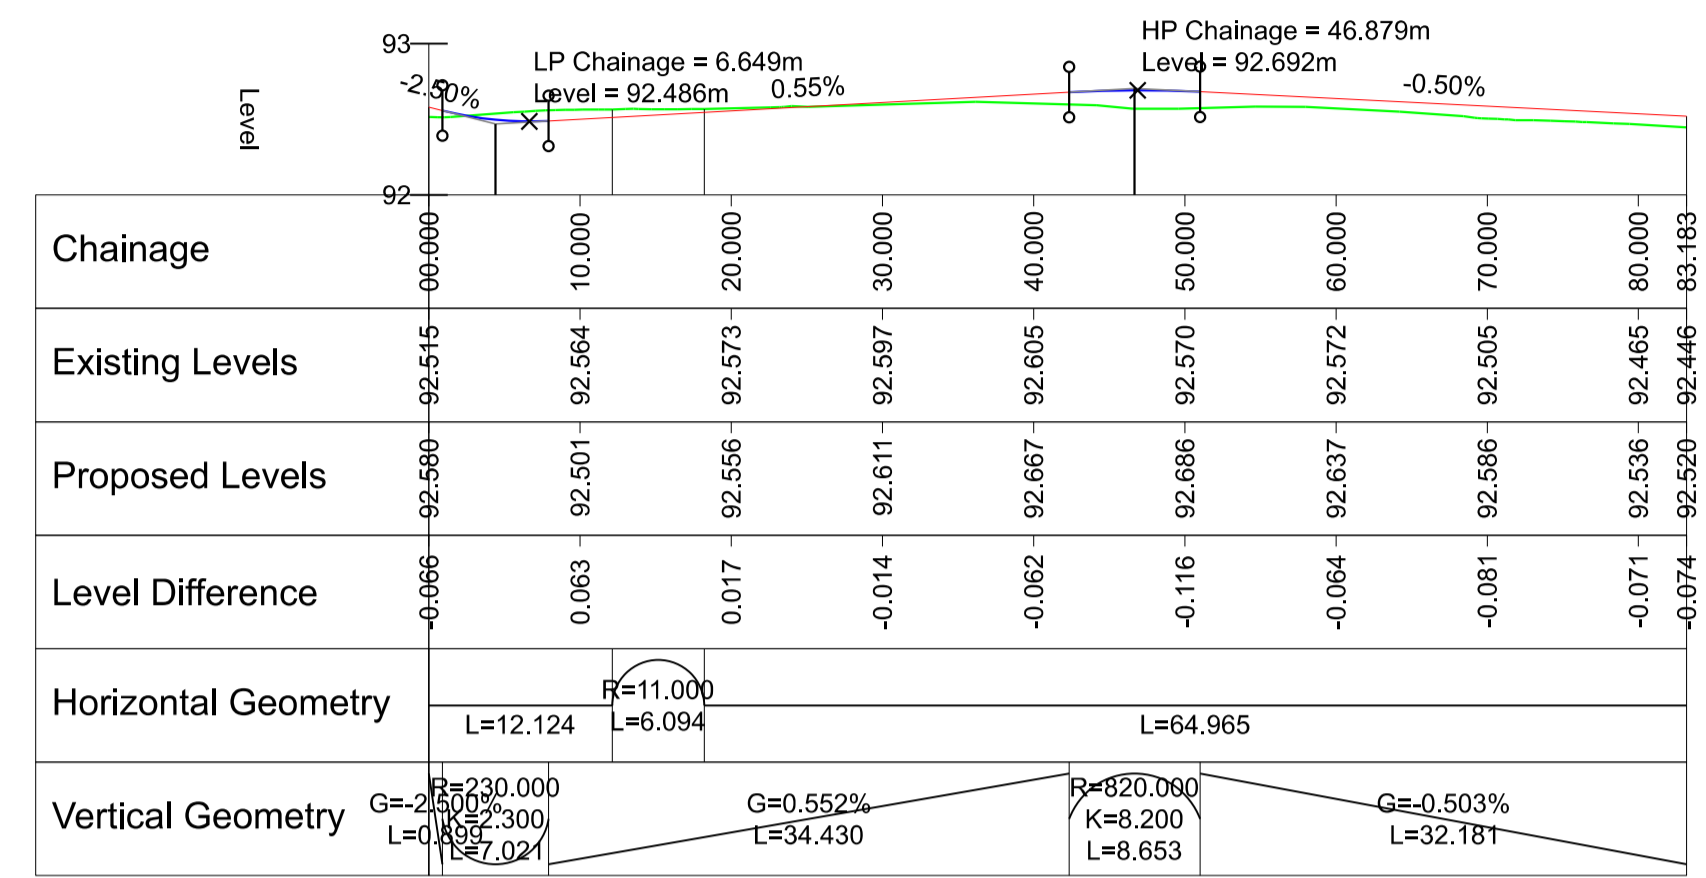 HP Chainage = 46.879m
Level = 92.692m
LP Chainage = 6.649m
Level = 92.486m
93
-2.50%
0.55%
-0.50%
Level
92
Chainage
00.000 10.000 20.000 30.000 40.000 50.000 60.000 70.000 80.000 83.183
Existing Levels
92.515 92.564 92.573 92.597 92.605 92.570 92.572 92.505 92.465 92.446
Proposed Levels
92.580 92.501 92.556 92.611 92.667 92.686 92.637 92.586 92.536 92.520
Level Difference
-0.066 0.063 0.017 -0.014 -0.062 -0.116 -0.064 -0.081 -0.071 -0.074
Horizontal Geometry
L=12.124
R=11.000
L=6.094
L=64.965
Vertical Geometry
G=-2.500%
L=0.899
R=230.000
K=2.300
L=7.021
G=0.552%
L=34.430
R=820.000
K=8.200
L=8.653
G=-0.503%
L=32.181